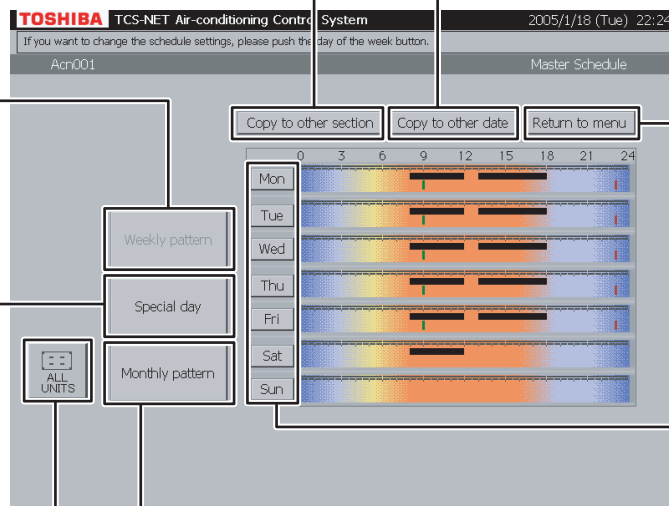 TOSHIBA TCS-NET Air-conditioning Control System 2005/1/18 (Tue) 22:24
If you want to change the schedule settings, please push the day of the week button.
Acn001 Master Schedule
Copy to other section Copy to other date Return to menu
0 3 6 9 12 15 18 21 24
Mon
Tue
Weekly pattern
Wed
Thu
Special day
Fri
Sat
ALL UNITS
Monthly pattern
Sun